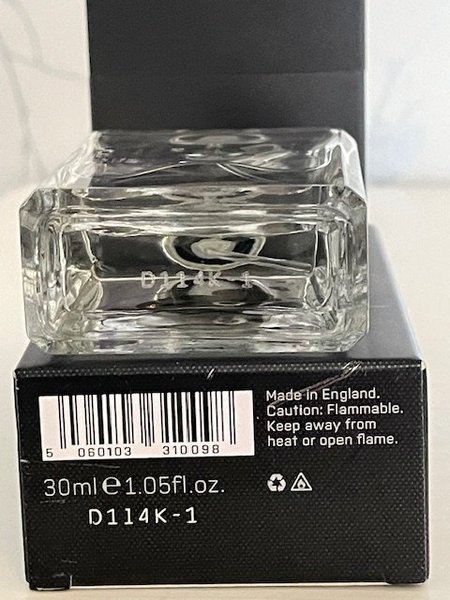 D114K-1
Made in England.
Caution: Flammable.
Keep away from
heat or open flame.
5 060103 310098
30ml℮1.05fl.oz.
D114K-1